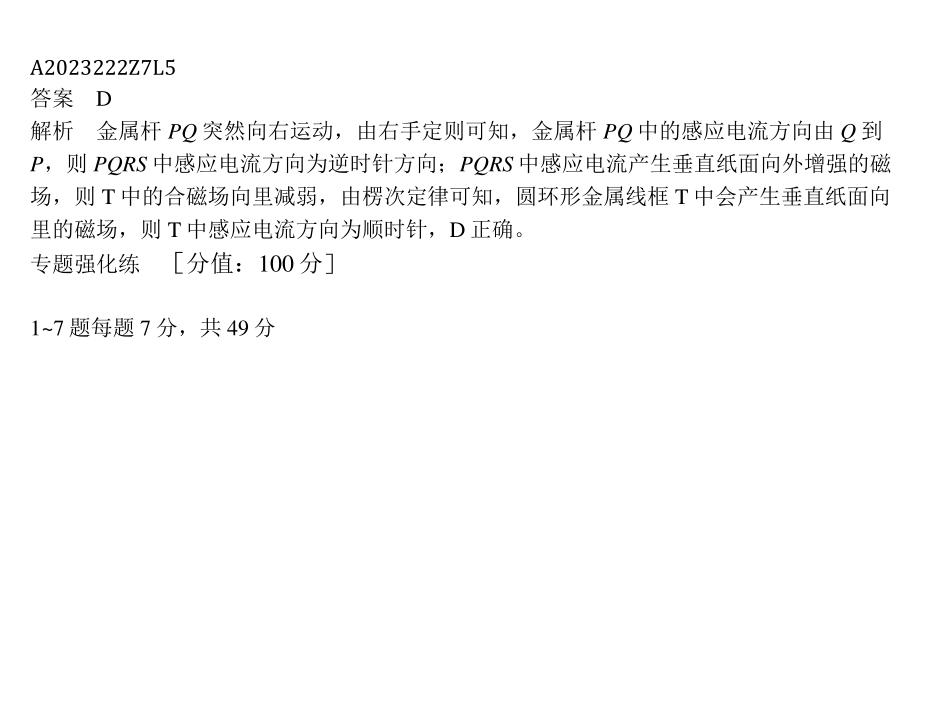 A2023222Z7L5
答案　D
解析　金属杆 PQ 突然向右运动，由右手定则可知，金属杆 PQ 中的感应电流方向由 Q 到
P，则 PQRS 中感应电流方向为逆时针方向；PQRS 中感应电流产生垂直纸面向外增强的磁
场，则 T 中的合磁场向里减弱，由楞次定律可知，圆环形金属线框 T 中会产生垂直纸面向
里的磁场，则 T 中感应电流方向为顺时针，D 正确。
专题强化练　［分值：100 分］
1~7 题每题 7 分，共 49 分